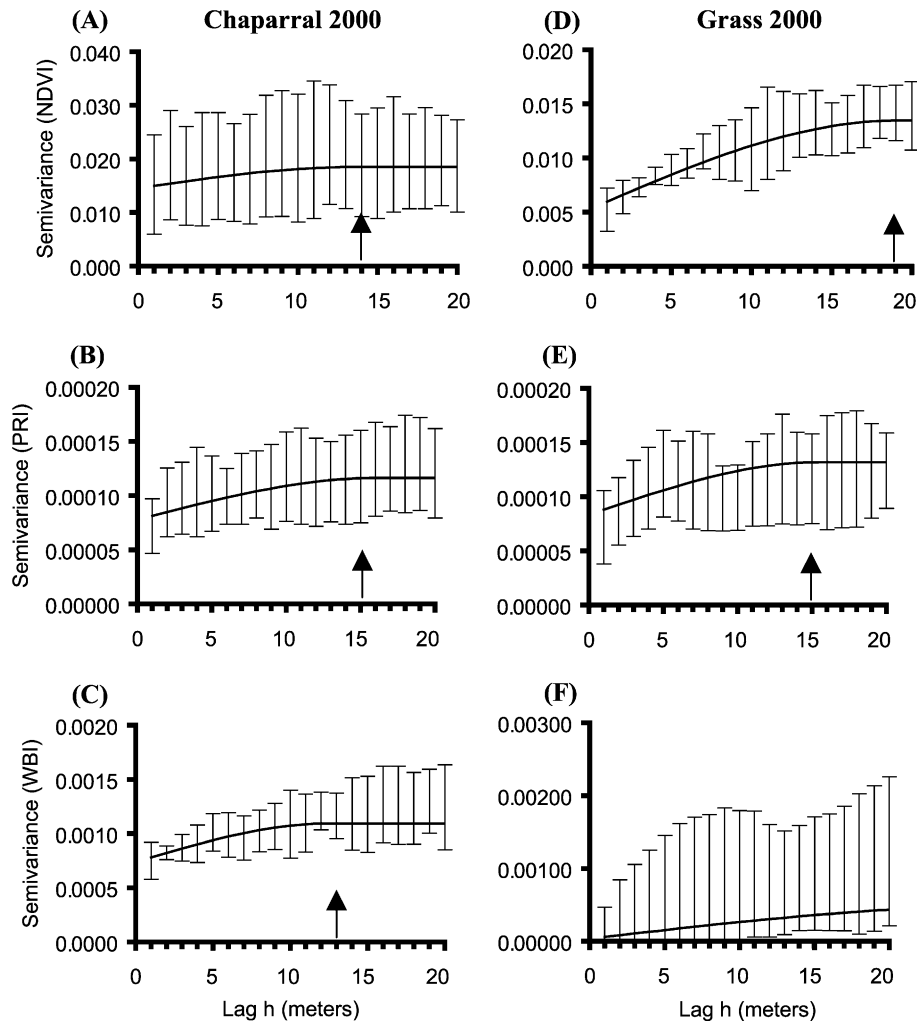 (A) Chaparral 2000
(D) Grass 2000
Semivariance (NDVI)
0.040
0.030
0.020
0.010
0.000
0 5 10 15 20
0.020
0.015
0.010
0.005
0.000
0 5 10 15 20
(B)
Semivariance (PRI)
0.00020
0.00015
0.00010
0.00005
0.00000
0 5 10 15 20
(E)
0.00020
0.00015
0.00010
0.00005
0.00000
0 5 10 15 20
(C)
Semivariance (WBI)
0.0020
0.0015
0.0010
0.0005
0.0000
0 5 10 15 20
Lag h (meters)
(F)
0.00300
0.00200
0.00100
0.00000
0 5 10 15 20
Lag h (meters)